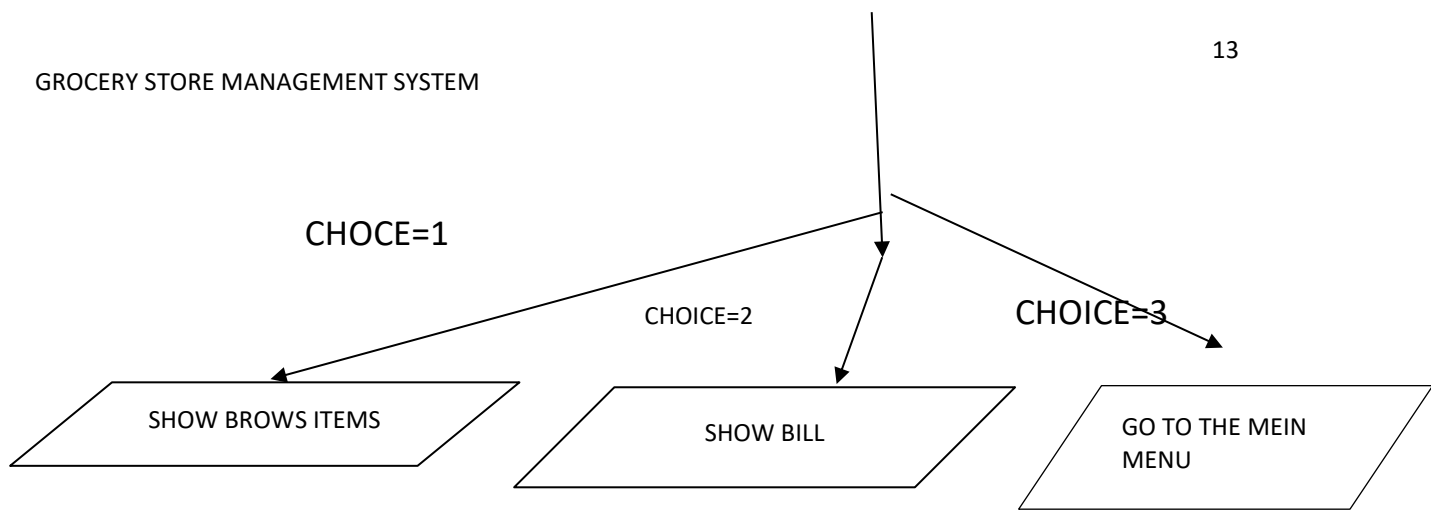 13
GROCERY STORE MANAGEMENT SYSTEM
CHOCE=1
CHOICE=2
CHOICE=3
SHOW BROWS ITEMS
SHOW BILL
GO TO THE MEIN
MENU